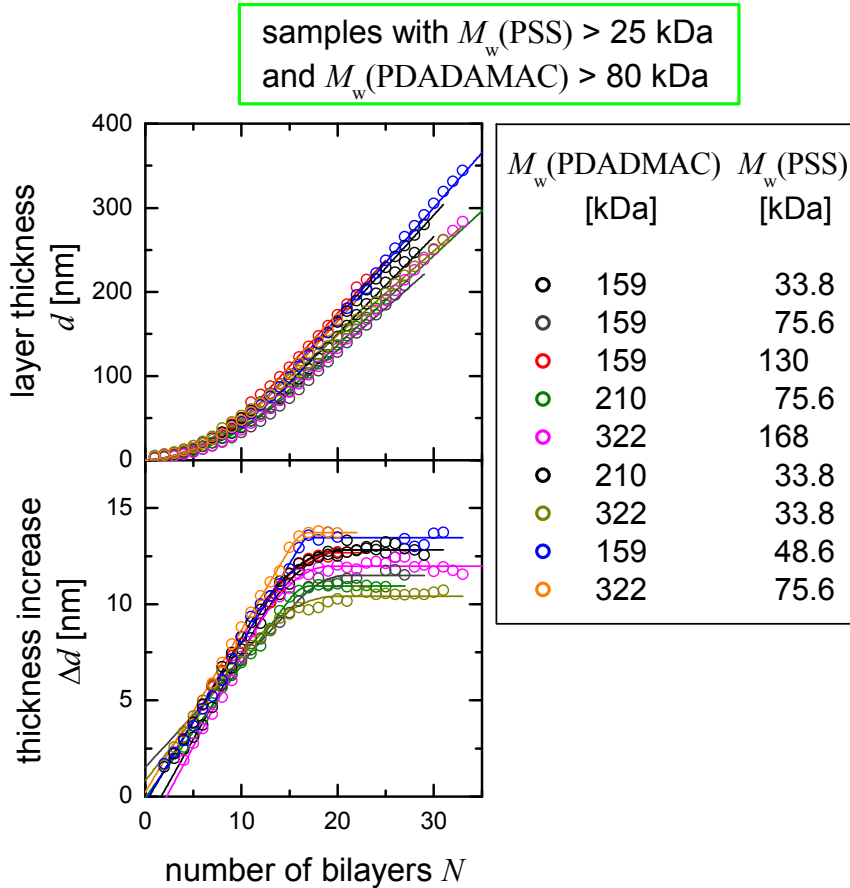 samples with M_w(PSS) > 25 kDa
and M_w(PDADAMAC) > 80 kDa
400
300
200
100
0
layer thickness
d [nm]
15
10
5
0
thickness increase
Δd [nm]
0 10 20 30
number of bilayers N
M_w(PDADMAC) M_w(PSS)
[kDa] [kDa]
159 33.8
159 75.6
159 130
210 75.6
322 168
210 33.8
322 33.8
159 48.6
322 75.6